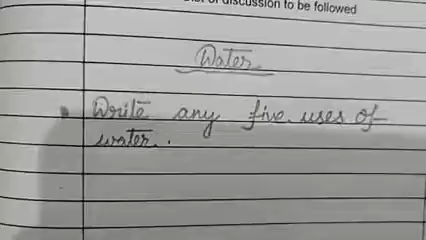 of discussion to be followed
Water
Write any five uses of
water.